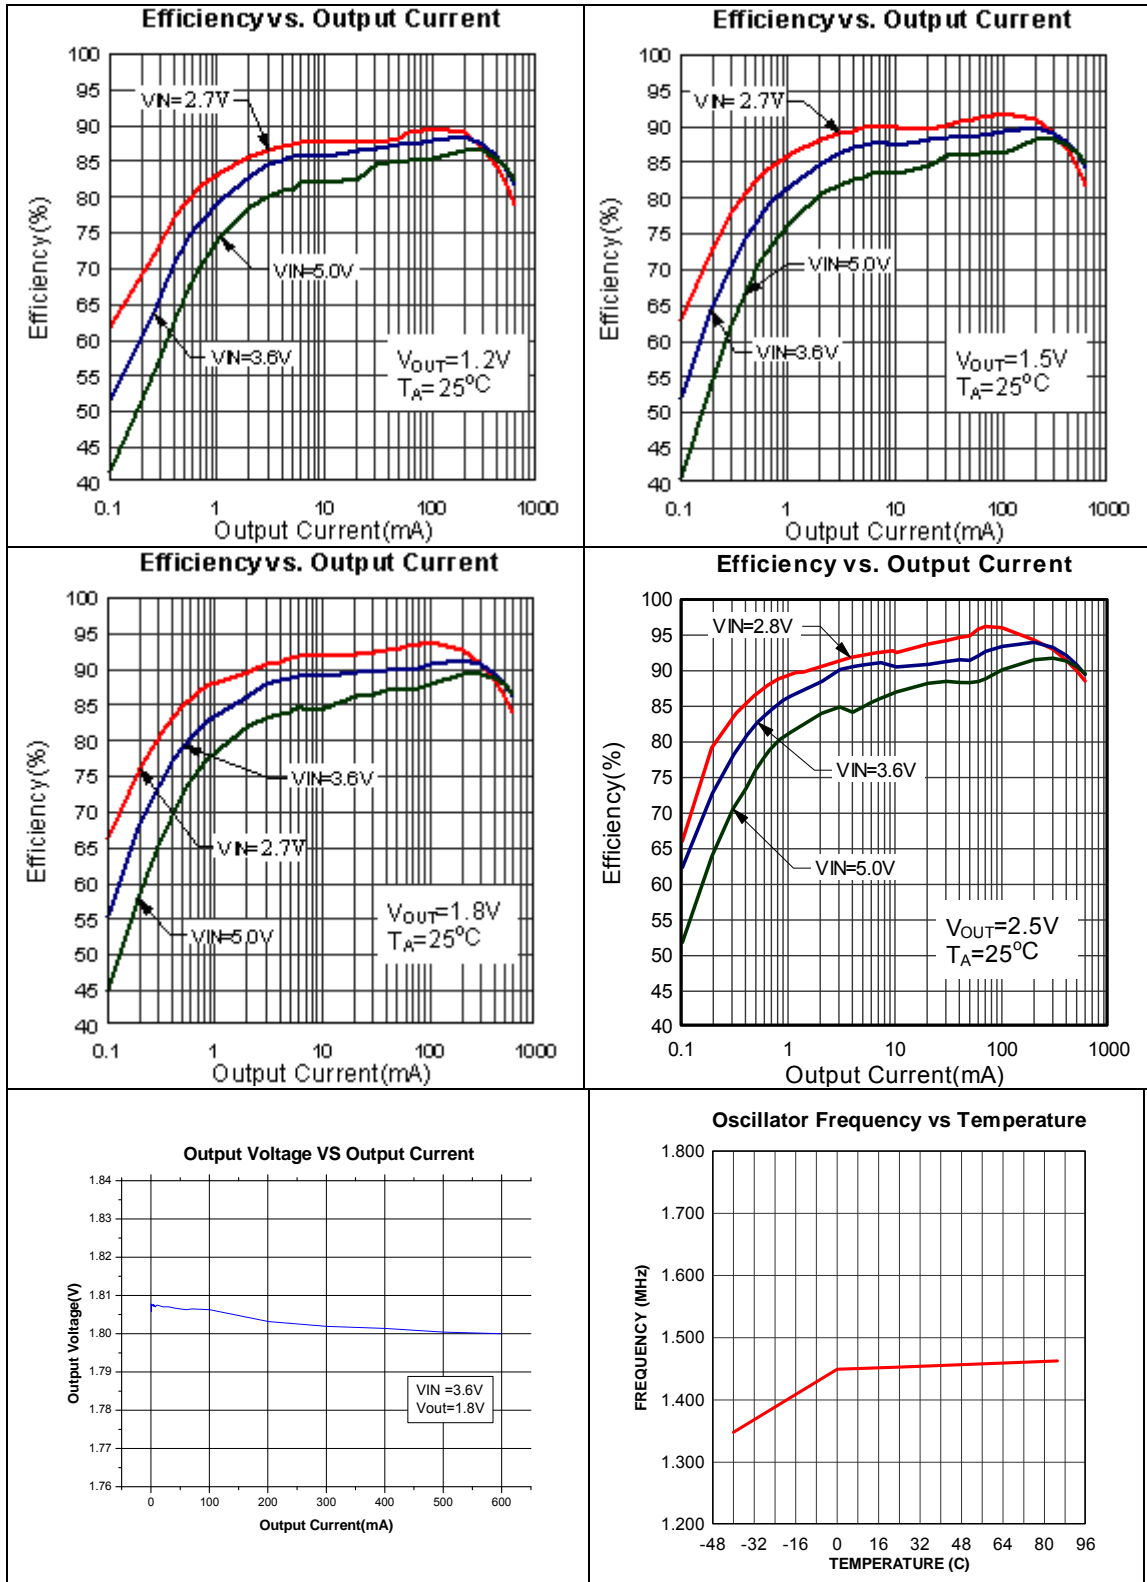 Efficiency vs. Output Current
100
95
90
85
80
75
70
65
60
55
50
45
40
Efficiency(%)
VIN=2.7V
VIN=5.0V
VIN=3.6V
VOUT=1.2V
TA=25°C
0.1 1 10 100 1000
Output Current(mA)
Efficiency vs. Output Current
100
95
90
85
80
75
70
65
60
55
50
45
40
Efficiency(%)
VIN=2.7V
VIN=5.0V
VIN=3.6V
VOUT=1.5V
TA=25°C
0.1 1 10 100 1000
Output Current(mA)
Efficiency vs. Output Current
100
95
90
85
80
75
70
65
60
55
50
45
40
Efficiency(%)
VIN=3.6V
VIN=2.7V
VIN=5.0V
VOUT=1.8V
TA=25°C
0.1 1 10 100 1000
Output Current(mA)
Efficiency vs. Output Current
100
95
90
85
80
75
70
65
60
55
50
45
40
Efficiency(%)
VIN=2.8V
VIN=3.6V
VIN=5.0V
VOUT=2.5V
TA=25°C
0.1 1 10 100 1000
Output Current(mA)
Output Voltage VS Output Current
1.84
1.83
1.82
1.81
1.80
1.79
1.78
1.77
1.76
Output Voltage(V)
VIN =3.6V
Vout=1.8V
0 100 200 300 400 500 600
Output Current(mA)
Oscillator Frequency vs Temperature
1.800
1.700
1.600
1.500
1.400
1.300
1.200
FREQUENCY (MHz)
-48 -32 -16 0 16 32 48 64 80 96
TEMPERATURE (C)